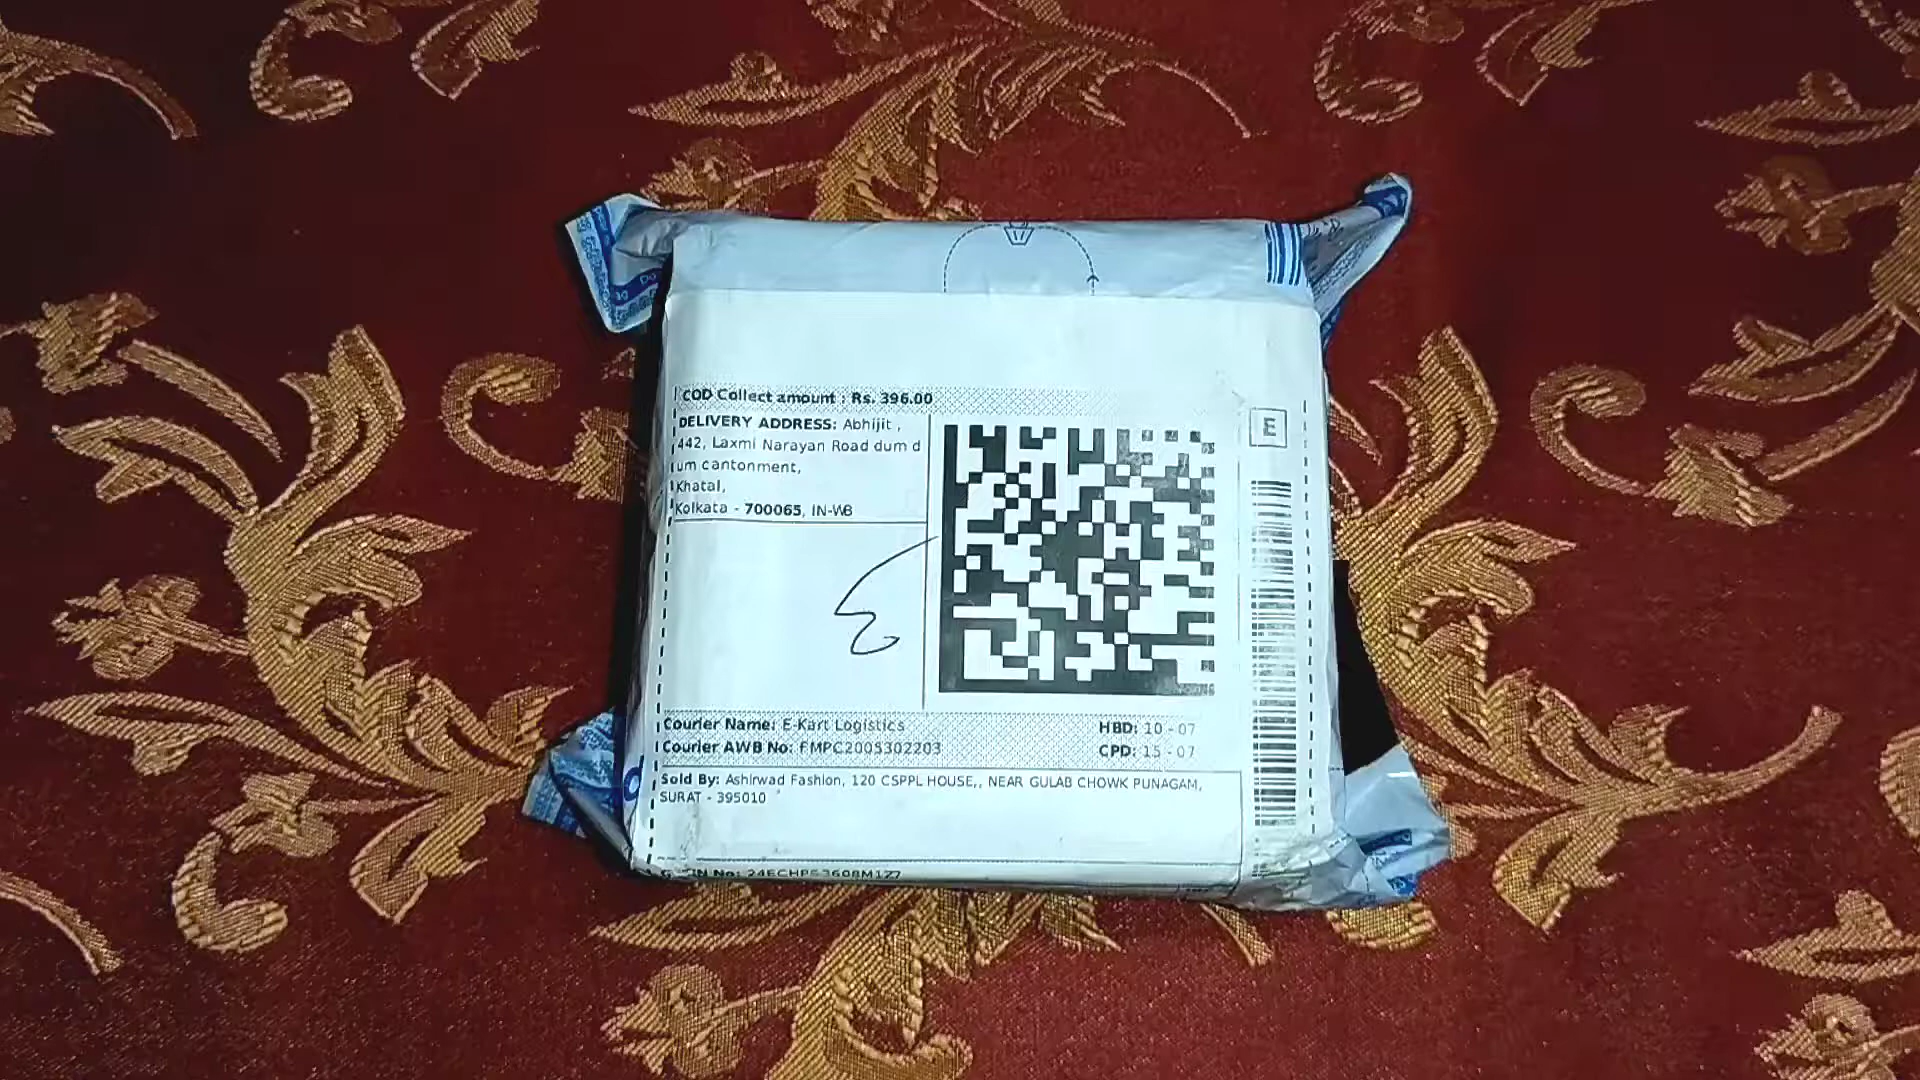 COD Collect amount : Rs. 396.00
DELIVERY ADDRESS: Abhijit ,
442, Laxmi Narayan Road dum d
um cantonment,
Khatal,
Kolkata - 700065, IN-WB
E
Courier Name: E-Kart Logistics
HBD: 10 - 07
Courier AWB No: FMPC2005302203
CPD: 15 - 07
Sold By: Ashirwad Fashion, 120 CSPPL HOUSE,, NEAR GULAB CHOWK PUNAGAM,
SURAT - 395010
No: